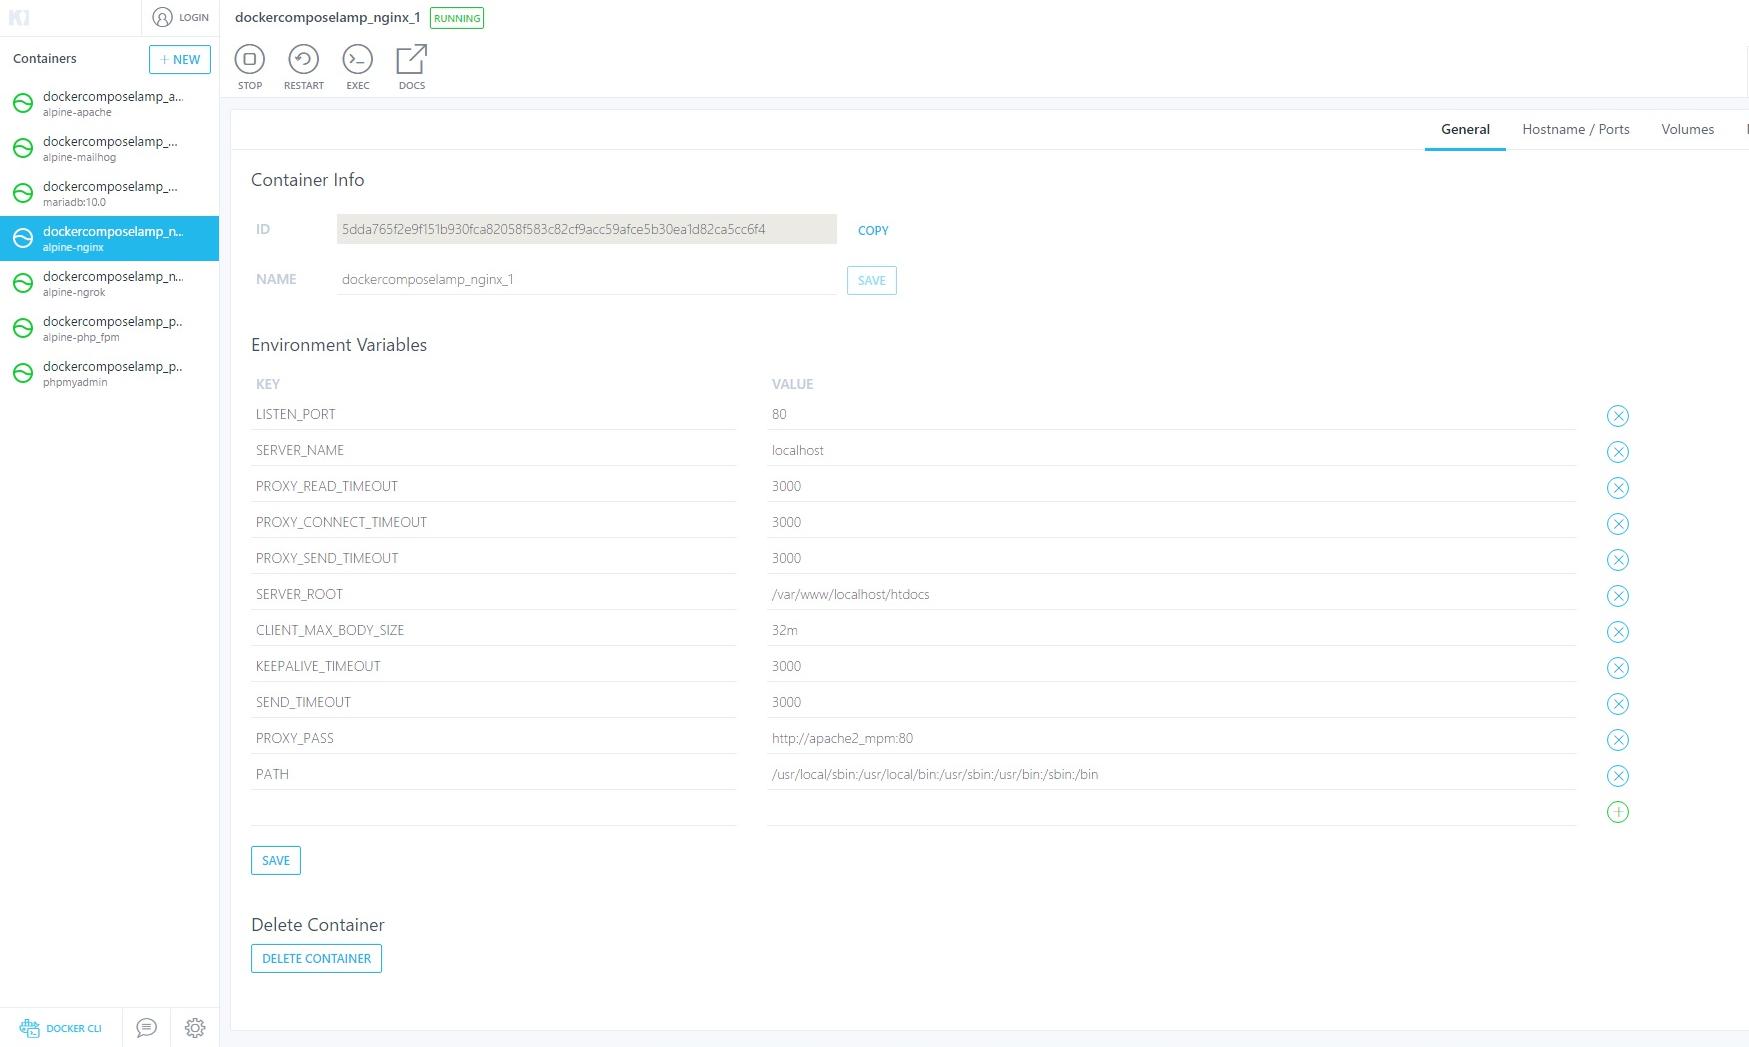 LOGIN
dockercomposelamp_nginx_1 RUNNING
Containers
+ NEW
STOP RESTART EXEC DOCS
dockercomposelamp_a...
alpine-apache
dockercomposelamp_...
alpine-mailhog
dockercomposelamp_...
mariadb:10.0
dockercomposelamp_n...
alpine-nginx
dockercomposelamp_n...
alpine-ngrok
dockercomposelamp_p..
alpine-php_fpm
dockercomposelamp_p..
phpmyadmin
General Hostname / Ports Volumes
Container Info
ID 5dda765f2e9f151b930fca82058f583c82cf9acc59afce5b30ea1d82ca5cc6f4 COPY
NAME dockercomposelamp_nginx_1 SAVE
Environment Variables
KEY VALUE
LISTEN_PORT 80
SERVER_NAME localhost
PROXY_READ_TIMEOUT 3000
PROXY_CONNECT_TIMEOUT 3000
PROXY_SEND_TIMEOUT 3000
SERVER_ROOT /var/www/localhost/htdocs
CLIENT_MAX_BODY_SIZE 32m
KEEPALIVE_TIMEOUT 3000
SEND_TIMEOUT 3000
PROXY_PASS http://apache2_mpm:80
PATH /usr/local/sbin:/usr/local/bin:/usr/sbin:/usr/bin:/sbin:/bin
SAVE
Delete Container
DELETE CONTAINER
DOCKER CLI